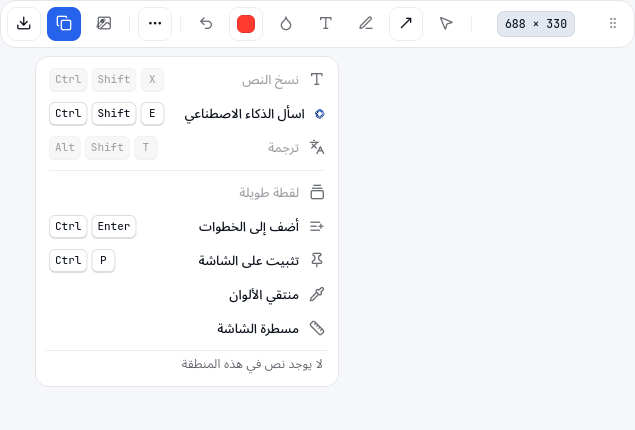 688 × 330
نسخ النص Ctrl Shift X
اسأل الذكاء الاصطناعي Ctrl Shift E
ترجمة Alt Shift T
لقطة طويلة
أضف إلى الخطوات Ctrl Enter
تثبيت على الشاشة Ctrl P
منتقي الألوان
مسطرة الشاشة
لا يوجد نص في هذه المنطقة